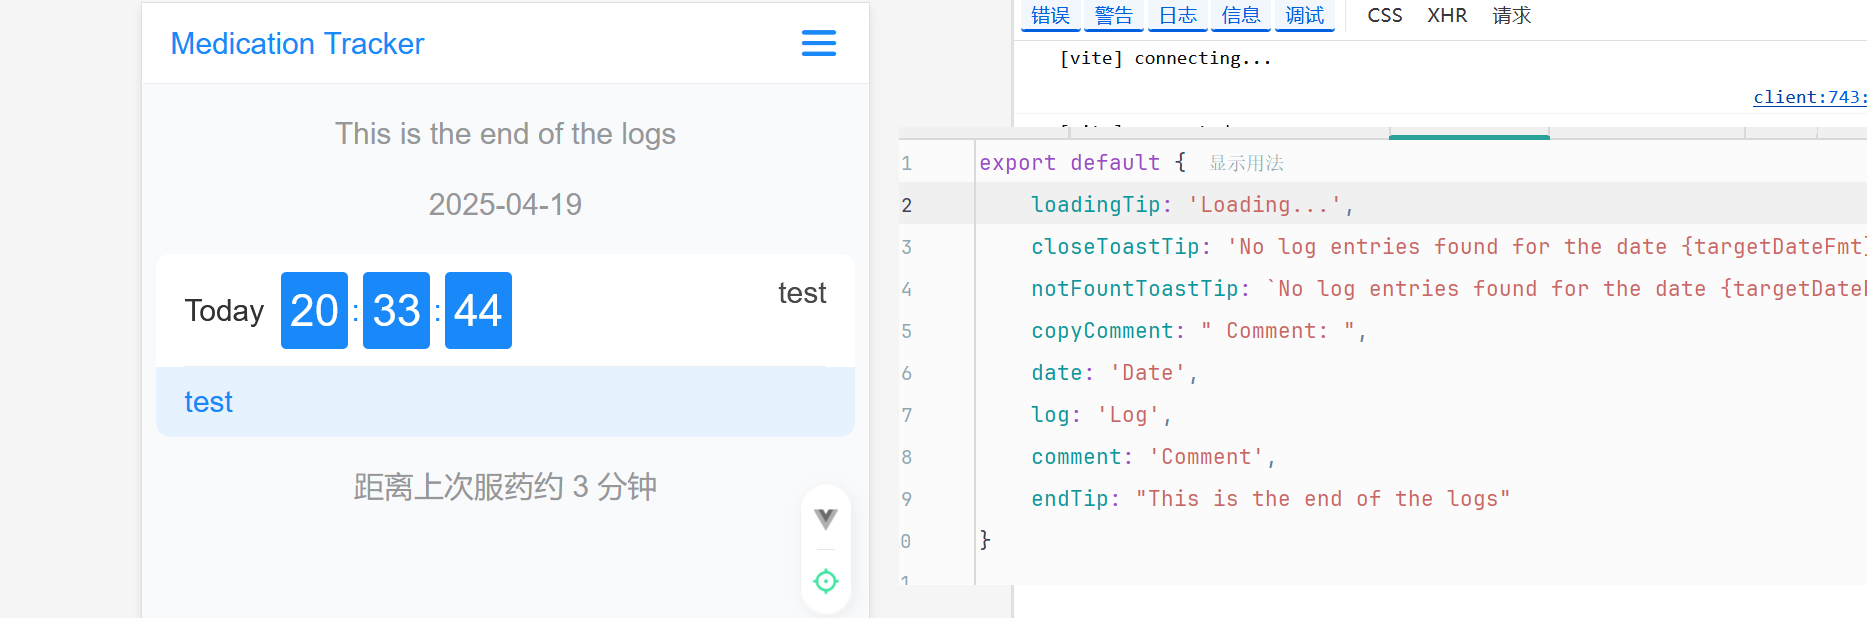 Medication Tracker
This is the end of the logs
2025-04-19
Today 20:33:44 test
test
距离上次服药约 3 分钟
错误 警告 日志 信息 调试 CSS XHR 请求
[vite] connecting...
client:743:
1 export default { 显示用法
2 loadingTip: 'Loading...',
3 closeToastTip: 'No log entries found for the date {targetDateFmt}
4 notFountToastTip: `No log entries found for the date {targetDate
5 copyComment: " Comment: ",
6 date: 'Date',
7 log: 'Log',
8 comment: 'Comment',
9 endTip: "This is the end of the logs"
0 }
1